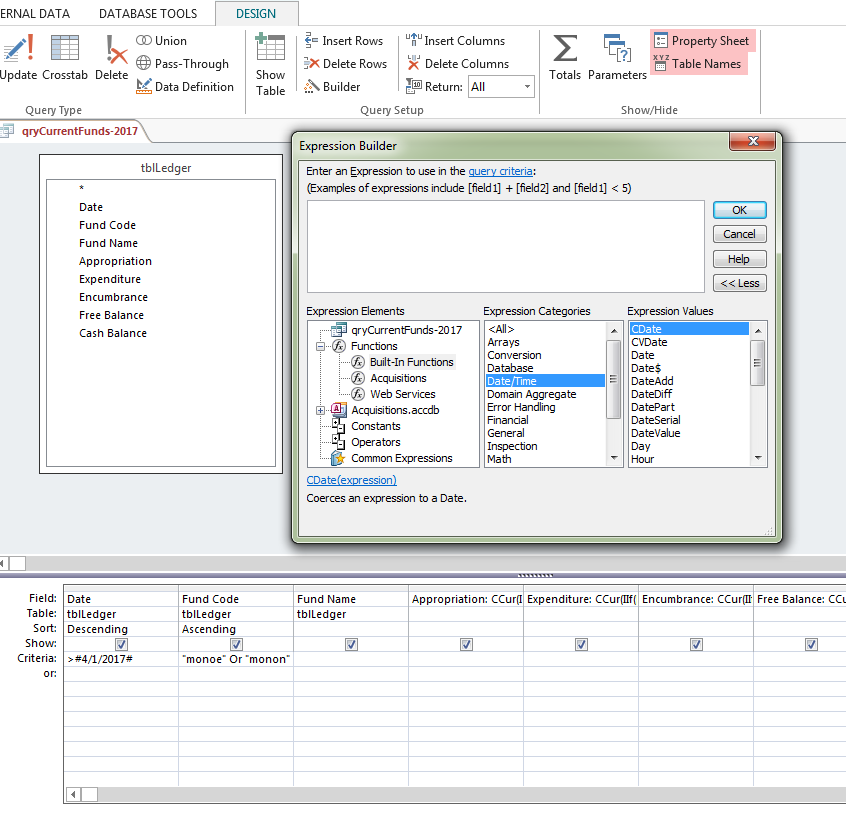 ERNAL DATA DATABASE TOOLS DESIGN
Union Insert Rows Insert Columns Property Sheet
Pass-Through Delete Rows Delete Columns Table Names
Update Crosstab Delete Data Definition Show Table Builder Return: All Totals Parameters
Query Type Query Setup Show/Hide
qryCurrentFunds-2017
tblLedger
*
Date
Fund Code
Fund Name
Appropriation
Expenditure
Encumbrance
Free Balance
Cash Balance
Expression Builder
Enter an Expression to use in the query criteria:
(Examples of expressions include [field1] + [field2] and [field1] < 5)
OK
Cancel
Help
<< Less
Expression Elements
qryCurrentFunds-2017
Functions
Built-In Functions
Acquisitions
Web Services
Acquisitions.accdb
Constants
Operators
Common Expressions
Expression Categories
<All>
Arrays
Conversion
Database
Date/Time
Domain Aggregate
Error Handling
Financial
General
Inspection
Math
Expression Values
CDate
CVDate
Date
Date$
DateAdd
DateDiff
DatePart
DateSerial
DateValue
Day
Hour
CDate(expression)
Coerces an expression to a Date.
Field: Date Fund Code Fund Name Appropriation: CCur(I Expenditure: CCur(IIf( Encumbrance: CCur(IIf Free Balance: CCu
Table: tblLedger tblLedger tblLedger
Sort: Descending Ascending
Show:
Criteria: >#4/1/2017# "monoe" Or "monon"
or: